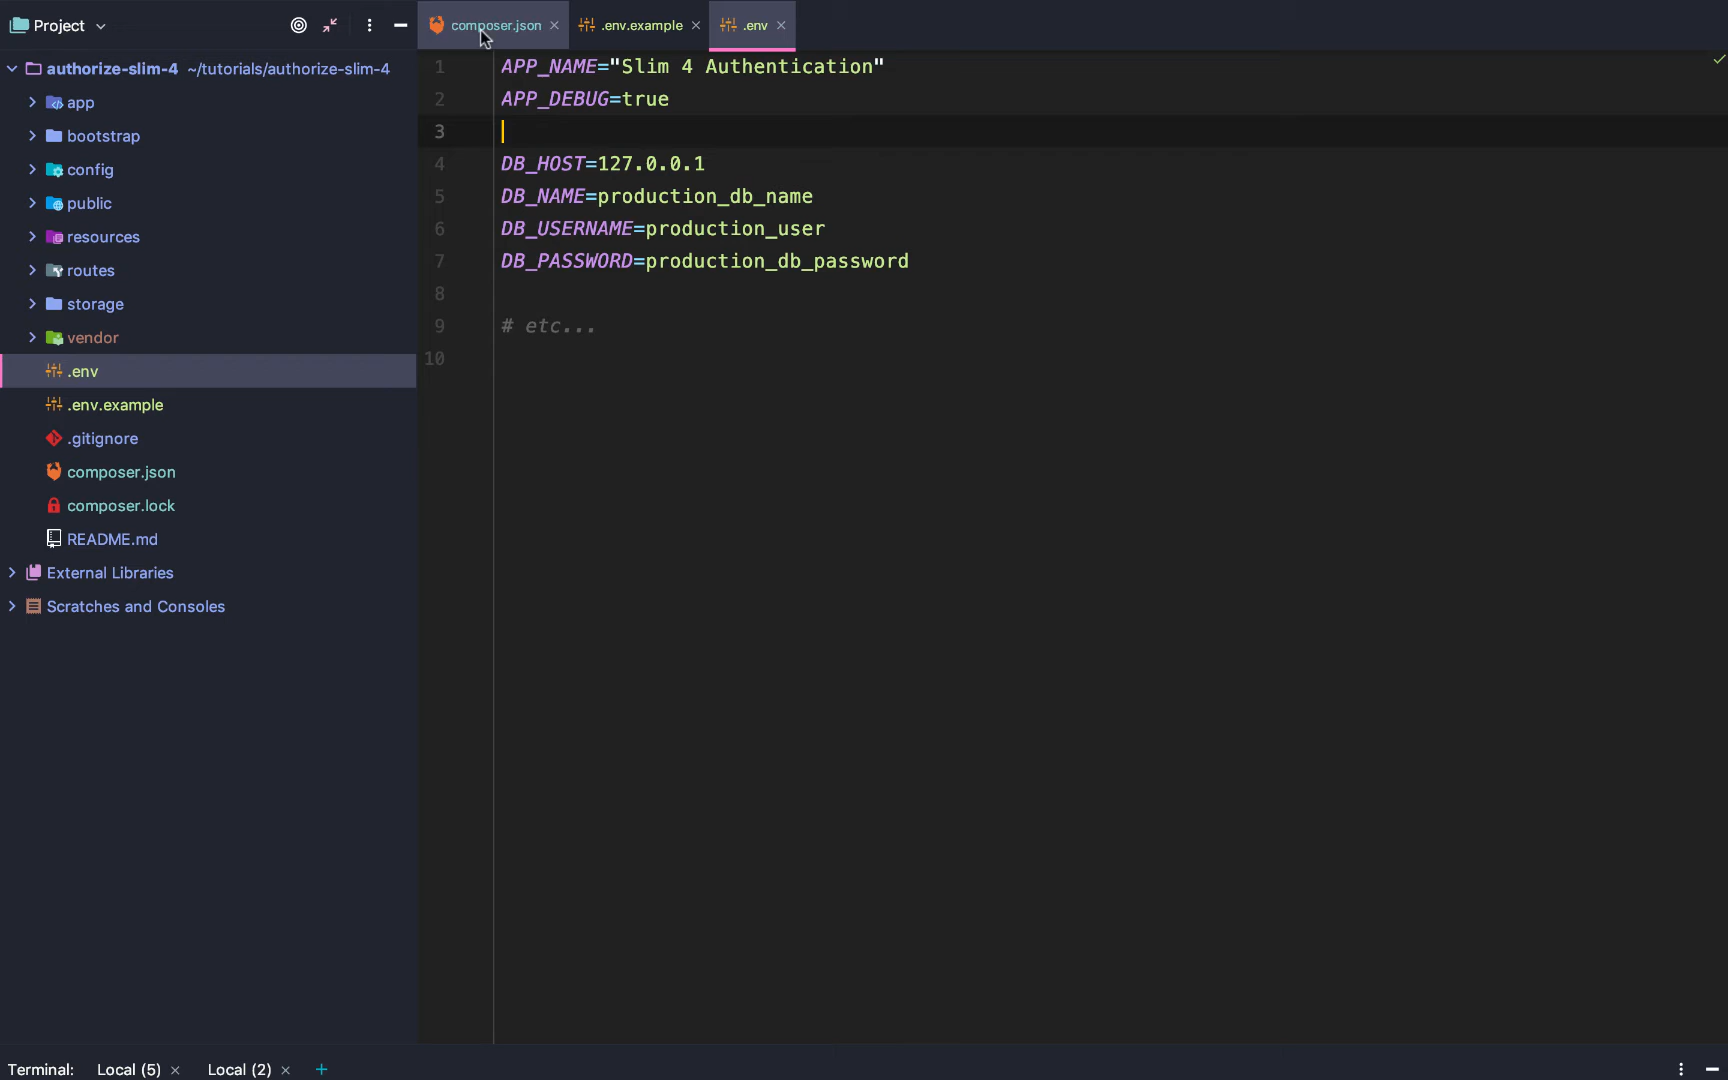 Project
composer.json
.env.example
.env
authorize-slim-4 ~/tutorials/authorize-slim-4
app
bootstrap
config
public
resources
routes
storage
vendor
.env
.env.example
.gitignore
composer.json
composer.lock
README.md
External Libraries
Scratches and Consoles
1 APP_NAME="Slim 4 Authentication"
2 APP_DEBUG=true
3
4 DB_HOST=127.0.0.1
5 DB_NAME=production_db_name
6 DB_USERNAME=production_user
7 DB_PASSWORD=production_db_password
8
9 # etc...
10
Terminal: Local (5) Local (2)